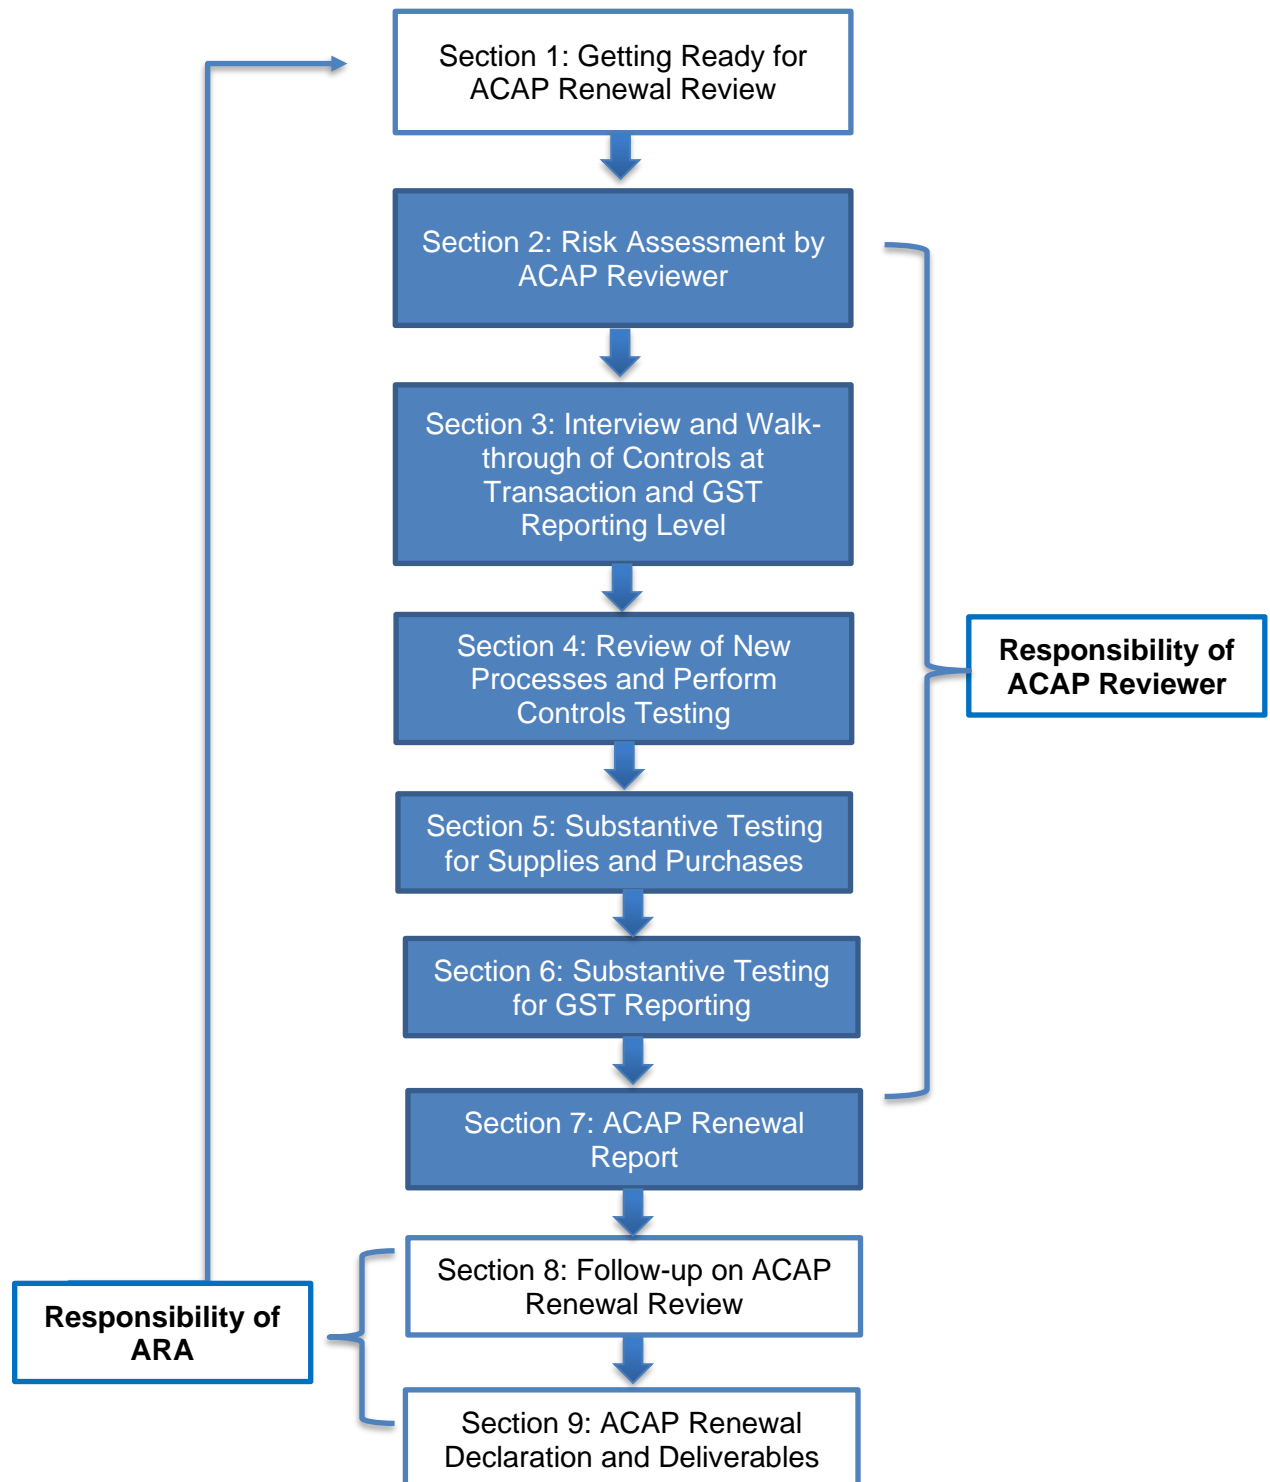 Section 1: Getting Ready for
ACAP Renewal Review
Section 2: Risk Assessment by
ACAP Reviewer
Section 3: Interview and Walk-
through of Controls at
Transaction and GST
Reporting Level
Section 4: Review of New
Processes and Perform
Controls Testing
Responsibility of
ACAP Reviewer
Section 5: Substantive Testing
for Supplies and Purchases
Section 6: Substantive Testing
for GST Reporting
Section 7: ACAP Renewal
Report
Section 8: Follow-up on ACAP
Renewal Review
Responsibility of
ARA
Section 9: ACAP Renewal
Declaration and Deliverables